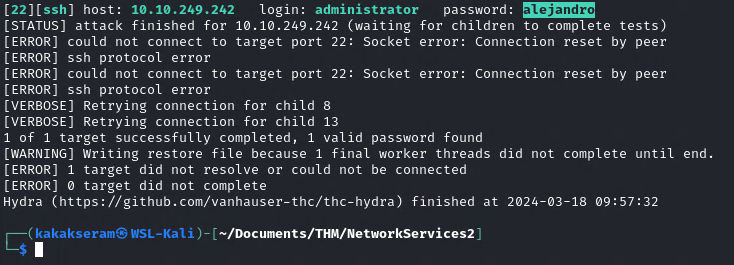 [22][ssh] host: 10.10.249.242   login: administrator   password: alejandro
[STATUS] attack finished for 10.10.249.242 (waiting for children to complete tests)
[ERROR] could not connect to target port 22: Socket error: Connection reset by peer
[ERROR] ssh protocol error
[ERROR] could not connect to target port 22: Socket error: Connection reset by peer
[ERROR] ssh protocol error
[VERBOSE] Retrying connection for child 8
[VERBOSE] Retrying connection for child 13
1 of 1 target successfully completed, 1 valid password found
[WARNING] Writing restore file because 1 final worker threads did not complete until end.
[ERROR] 1 target did not resolve or could not be connected
[ERROR] 0 target did not complete
Hydra (https://github.com/vanhauser-thc/thc-hydra) finished at 2024-03-18 09:57:32
┌──(kakakseram㉿WSL-Kali)-[~/Documents/THM/NetworkServices2]
└─$